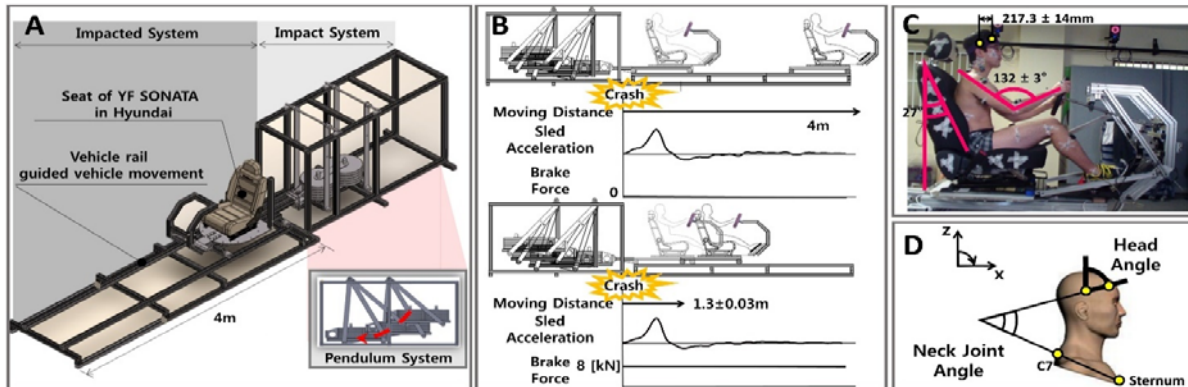 A
Impacted System
Impact System
Seat of YF SONATA
in Hyundai
Vehicle rail
guided vehicle movement
4m
Pendulum System
B
Crash
Moving Distance
4m
Sled
Acceleration
Brake
Force
0
Crash
Moving Distance
1.3±0.03m
Sled
Acceleration
Brake
Force
8 [kN]
C
217.3 ± 14mm
132 ± 3°
27°
D
Z
X
Head
Angle
Neck Joint
Angle
C7
Sternum